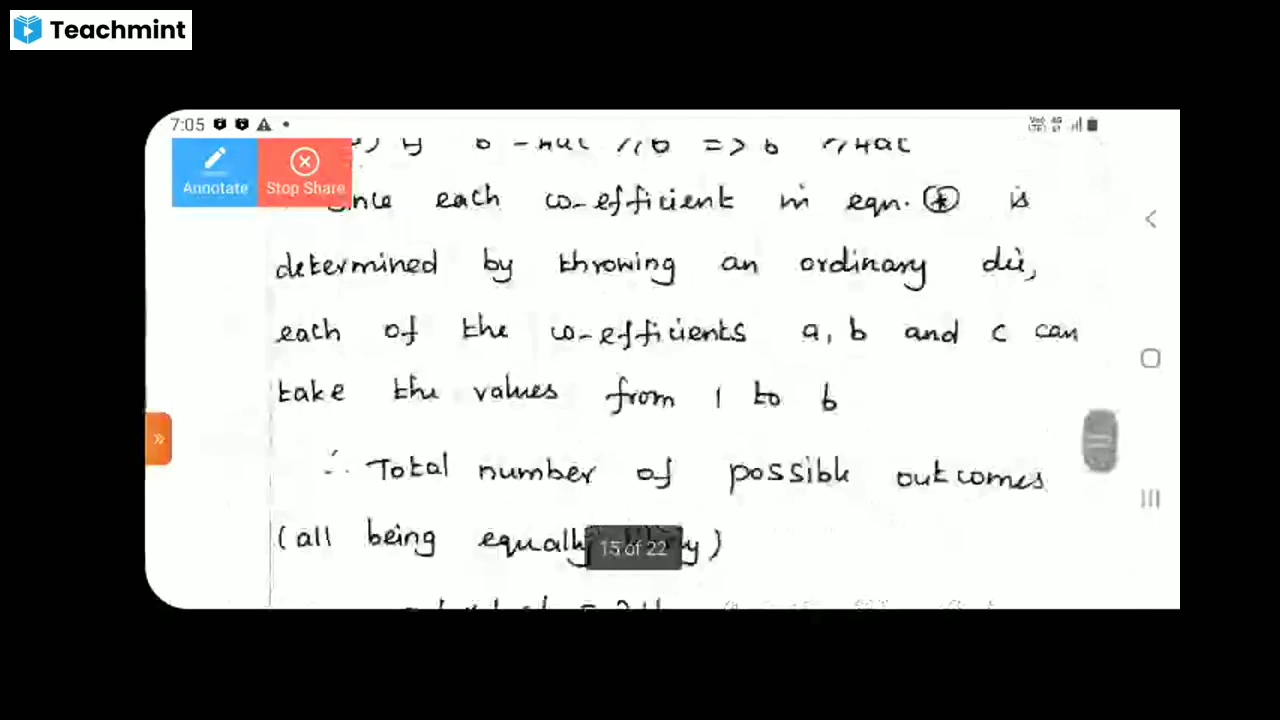 Teachmint
7:05
Annotate
Stop Share
each co-efficient in eqn. * is
determined by throwing an ordinary die,
each of the co-efficients a, b and c can
take the values from 1 to 6
∴ Total number of possible outcomes
(all being equally
15 of 22